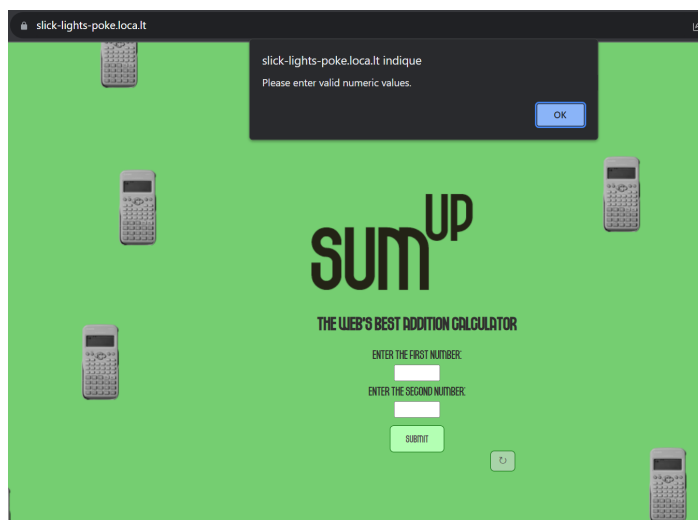 slick-lights-poke.loca.lt
slick-lights-poke.loca.lt indique
Please enter valid numeric values.
OK
SUM UP
THE WEB'S BEST ADDITION CALCULATOR
ENTER THE FIRST NUMBER:
ENTER THE SECOND NUMBER:
SUBMIT